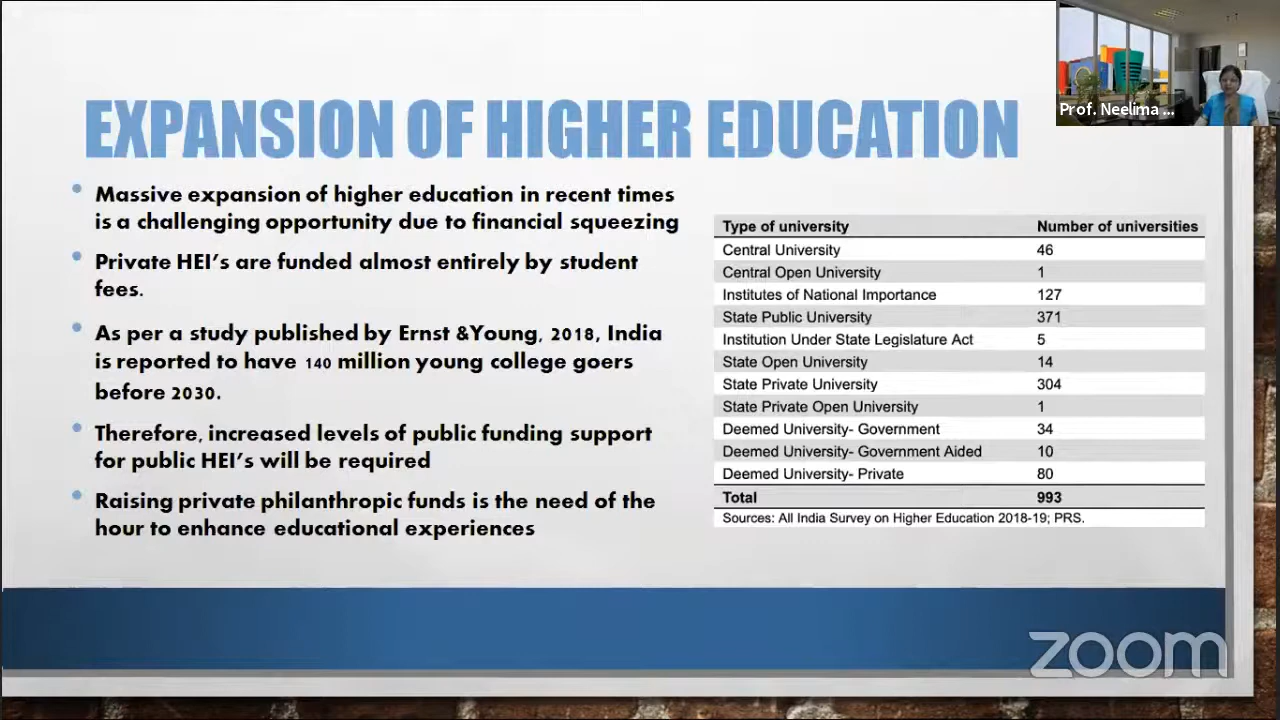 Prof. Neelima ...
EXPANSION OF HIGHER EDUCATION
Massive expansion of higher education in recent times
is a challenging opportunity due to financial squeezing
Private HEI's are funded almost entirely by student
fees.
As per a study published by Ernst &Young, 2018, India
is reported to have 140 million young college goers
before 2030.
Therefore, increased levels of public funding support
for public HEI's will be required
Raising private philanthropic funds is the need of the
hour to enhance educational experiences
Type of university Number of universities
Central University 46
Central Open University 1
Institutes of National Importance 127
State Public University 371
Institution Under State Legislature Act 5
State Open University 14
State Private University 304
State Private Open University 1
Deemed University- Government 34
Deemed University- Government Aided 10
Deemed University- Private 80
Total 993
Sources: All India Survey on Higher Education 2018-19; PRS.
zoom